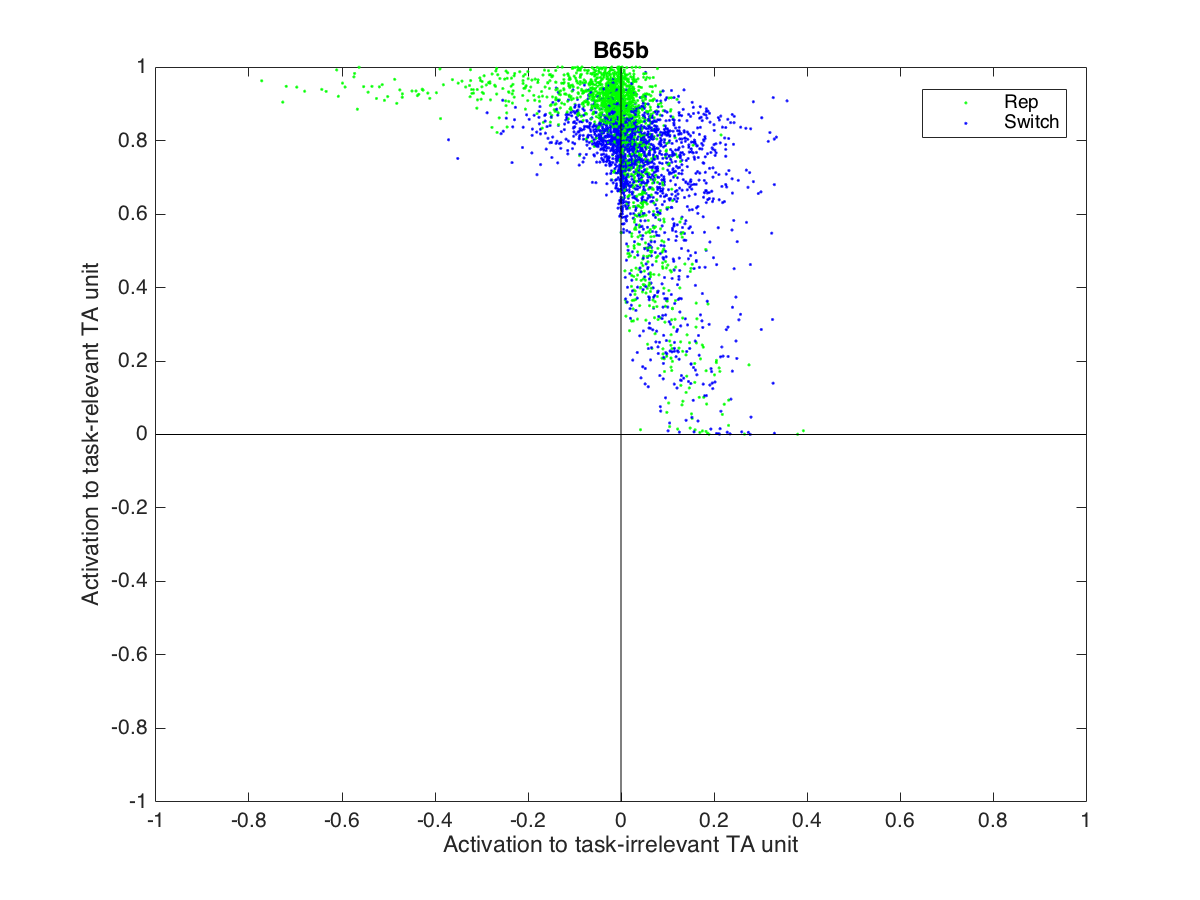 B65b
Rep
Switch
Activation to task-relevant TA unit
1
0.8
0.6
0.4
0.2
0
-0.2
-0.4
-0.6
-0.8
-1
-1 -0.8 -0.6 -0.4 -0.2 0 0.2 0.4 0.6 0.8 1
Activation to task-irrelevant TA unit